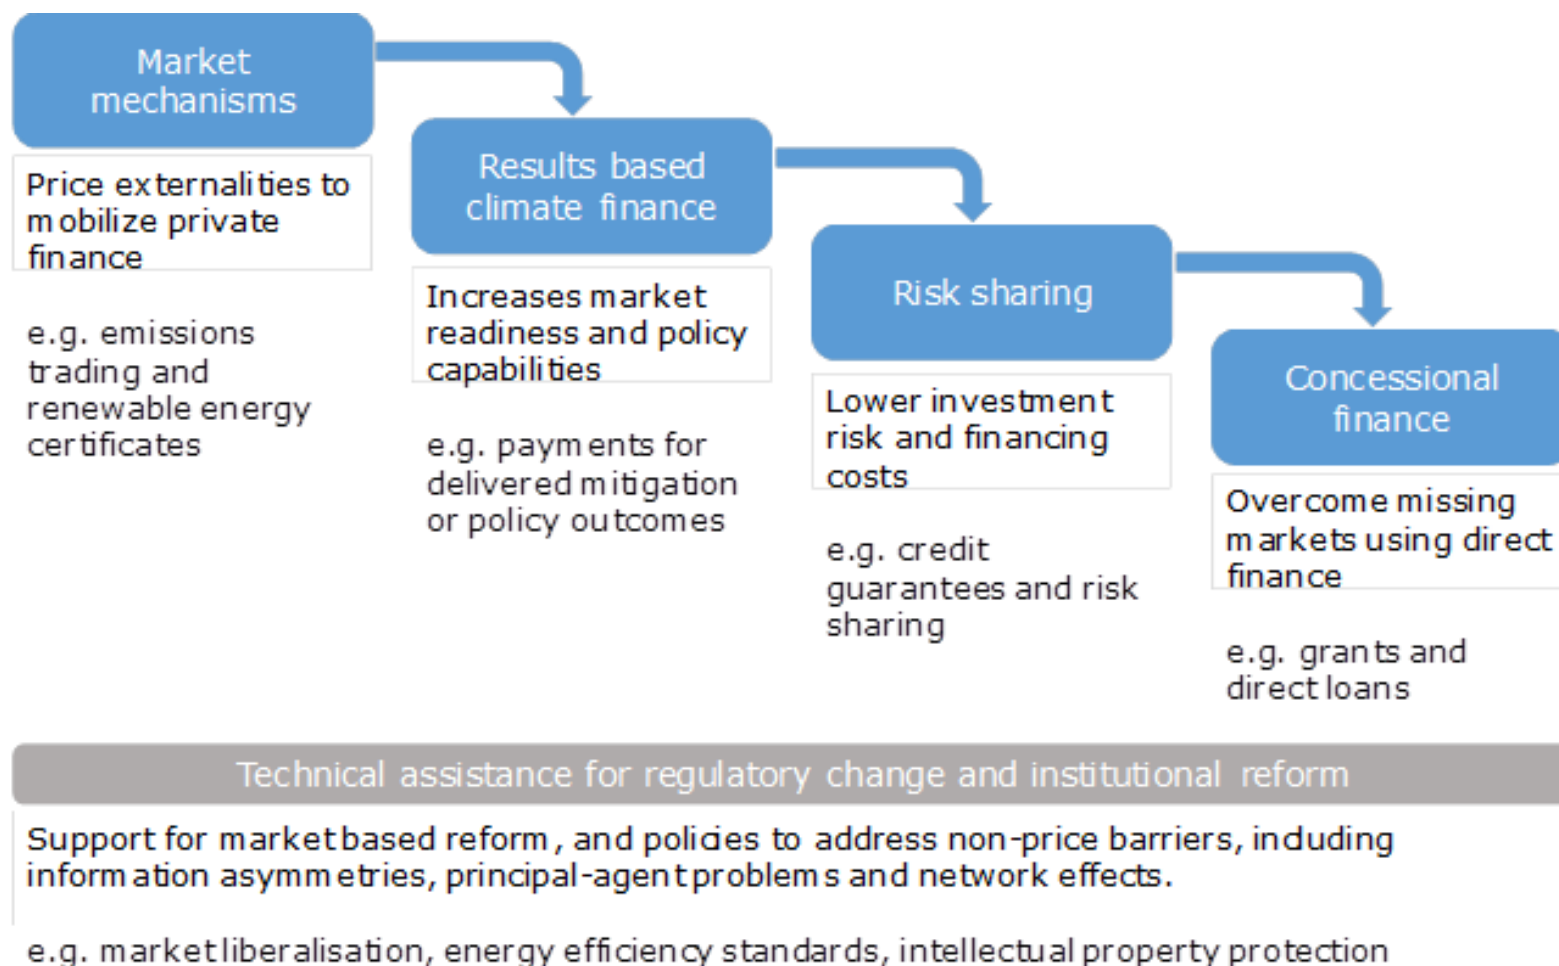 Market
mechanisms
Price externalities to
mobilize private
finance
e.g. emissions
trading and
renewable energy
certificates
Results based
climate finance
Increases market
readiness and policy
capabilities
e.g. payments for
delivered mitigation
or policy outcomes
Risk sharing
Lower investment
risk and financing
costs
e.g. credit
guarantees and risk
sharing
Concessional
finance
Overcome missing
markets using direct
finance
e.g. grants and
direct loans
Technical assistance for regulatory change and institutional reform
Support for market based reform, and policies to address non-price barriers, including
information asymmetries, principal-agent problems and network effects.
e.g. market liberalisation, energy efficiency standards, intellectual property protection